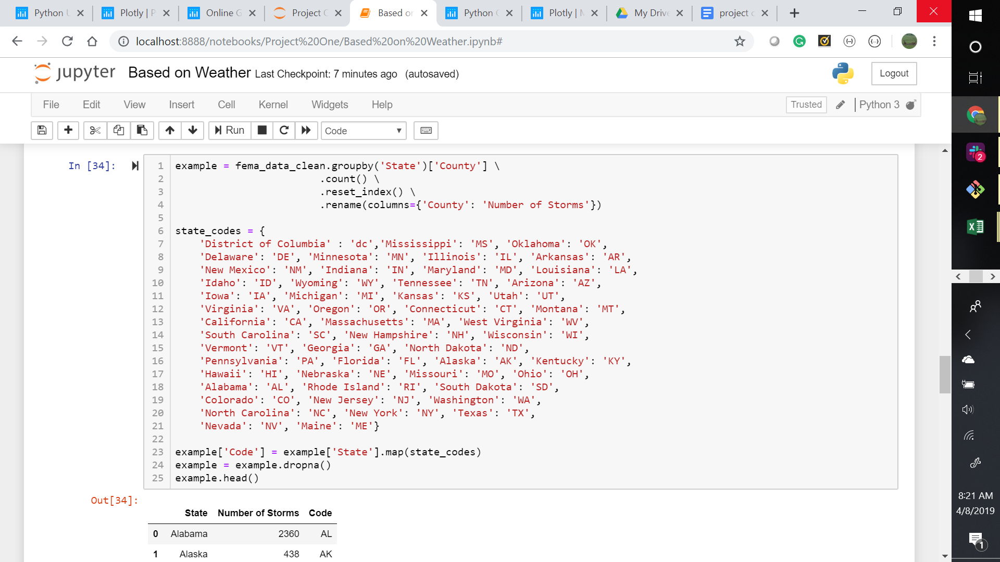 Python U
Plotly | P
Online G
Project O
Based on
Python G
Plotly | M
My Drive
project o
localhost:8888/notebooks/Project%20One/Based%20on%20Weather.ipynb#
jupyter Based on Weather Last Checkpoint: 7 minutes ago (autosaved)
Logout
File Edit View Insert Cell Kernel Widgets Help
Trusted Python 3
Run Code
In [34]:
1 example = fema_data_clean.groupby('State')['County'] \
2 .count() \
3 .reset_index() \
4 .rename(columns={'County': 'Number of Storms'})
5
6 state_codes = {
7 'District of Columbia' : 'dc','Mississippi': 'MS', 'Oklahoma': 'OK',
8 'Delaware': 'DE', 'Minnesota': 'MN', 'Illinois': 'IL', 'Arkansas': 'AR',
9 'New Mexico': 'NM', 'Indiana': 'IN', 'Maryland': 'MD', 'Louisiana': 'LA',
10 'Idaho': 'ID', 'Wyoming': 'WY', 'Tennessee': 'TN', 'Arizona': 'AZ',
11 'Iowa': 'IA', 'Michigan': 'MI', 'Kansas': 'KS', 'Utah': 'UT',
12 'Virginia': 'VA', 'Oregon': 'OR', 'Connecticut': 'CT', 'Montana': 'MT',
13 'California': 'CA', 'Massachusetts': 'MA', 'West Virginia': 'WV',
14 'South Carolina': 'SC', 'New Hampshire': 'NH', 'Wisconsin': 'WI',
15 'Vermont': 'VT', 'Georgia': 'GA', 'North Dakota': 'ND',
16 'Pennsylvania': 'PA', 'Florida': 'FL', 'Alaska': 'AK', 'Kentucky': 'KY',
17 'Hawaii': 'HI', 'Nebraska': 'NE', 'Missouri': 'MO', 'Ohio': 'OH',
18 'Alabama': 'AL', 'Rhode Island': 'RI', 'South Dakota': 'SD',
19 'Colorado': 'CO', 'New Jersey': 'NJ', 'Washington': 'WA',
20 'North Carolina': 'NC', 'New York': 'NY', 'Texas': 'TX',
21 'Nevada': 'NV', 'Maine': 'ME'}
22
23 example['Code'] = example['State'].map(state_codes)
24 example = example.dropna()
25 example.head()
Out[34]:
State Number of Storms Code
0 Alabama 2360 AL
1 Alaska 438 AK
2
8:21 AM
4/8/2019
1